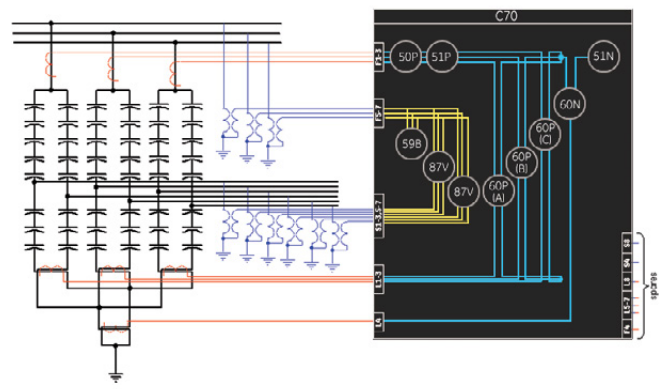 C70
F1-3
50P
51P
51N
60N
F5-7
59B
60P
(C)
60P
(B)
87V
87V
60P
(A)
S1-3,5-7
L1-3
L4
S8
S4
L8
L5-7
F4
spares